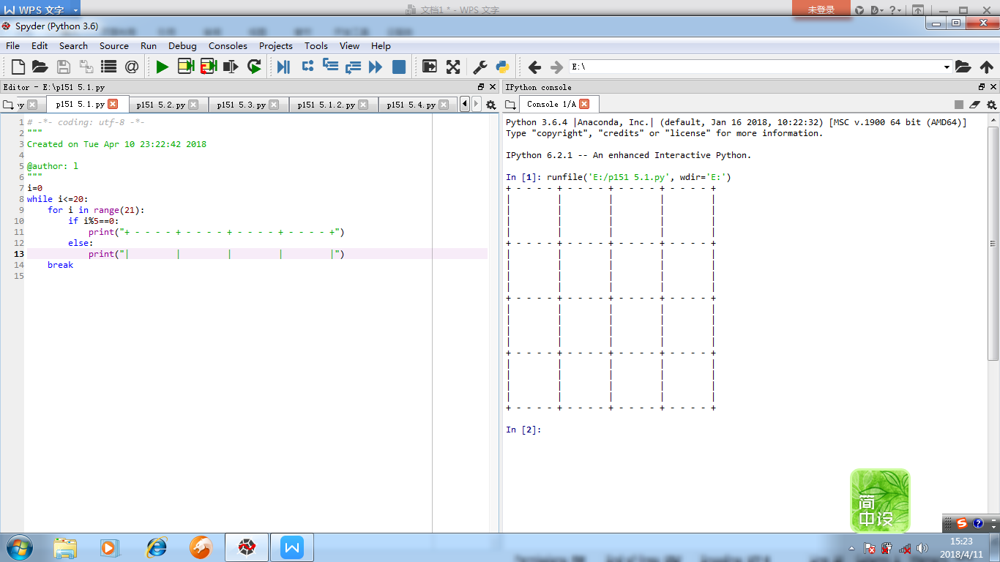 WPS 文字
文档1 * - WPS 文字
未登录
Spyder (Python 3.6)
File Edit Search Source Run Debug Consoles Projects Tools View Help
E:\
Editor - E:\p151 5.1.py
IPython console
p151 5.1.py
p151 5.2.py
p151 5.3.py
p151 5.1.2.py
p151 5.4.py
Console 1/A
1 # -*- coding: utf-8 -*-
2 """
3 Created on Tue Apr 10 23:22:42 2018
4
5 @author: l
6 """
7 i=0
8 while i<=20:
9     for i in range(21):
10         if i%5==0:
11             print("+ - - - - + - - - - + - - - - + - - - - +")
12         else:
13             print("|         |         |         |         |")
14     break
15
Python 3.6.4 |Anaconda, Inc.| (default, Jan 16 2018, 10:22:32) [MSC v.1900 64 bit (AMD64)]
Type "copyright", "credits" or "license" for more information.
IPython 6.2.1 -- An enhanced Interactive Python.
In [1]: runfile('E:/p151 5.1.py', wdir='E:')
+ - - - - + - - - - + - - - - + - - - - +
|         |         |         |         |
|         |         |         |         |
|         |         |         |         |
|         |         |         |         |
+ - - - - + - - - - + - - - - + - - - - +
|         |         |         |         |
|         |         |         |         |
|         |         |         |         |
|         |         |         |         |
+ - - - - + - - - - + - - - - + - - - - +
|         |         |         |         |
|         |         |         |         |
|         |         |         |         |
|         |         |         |         |
+ - - - - + - - - - + - - - - + - - - - +
|         |         |         |         |
|         |         |         |         |
|         |         |         |         |
|         |         |         |         |
+ - - - - + - - - - + - - - - + - - - - +
In [2]:
简
中设
15:23
2018/4/11